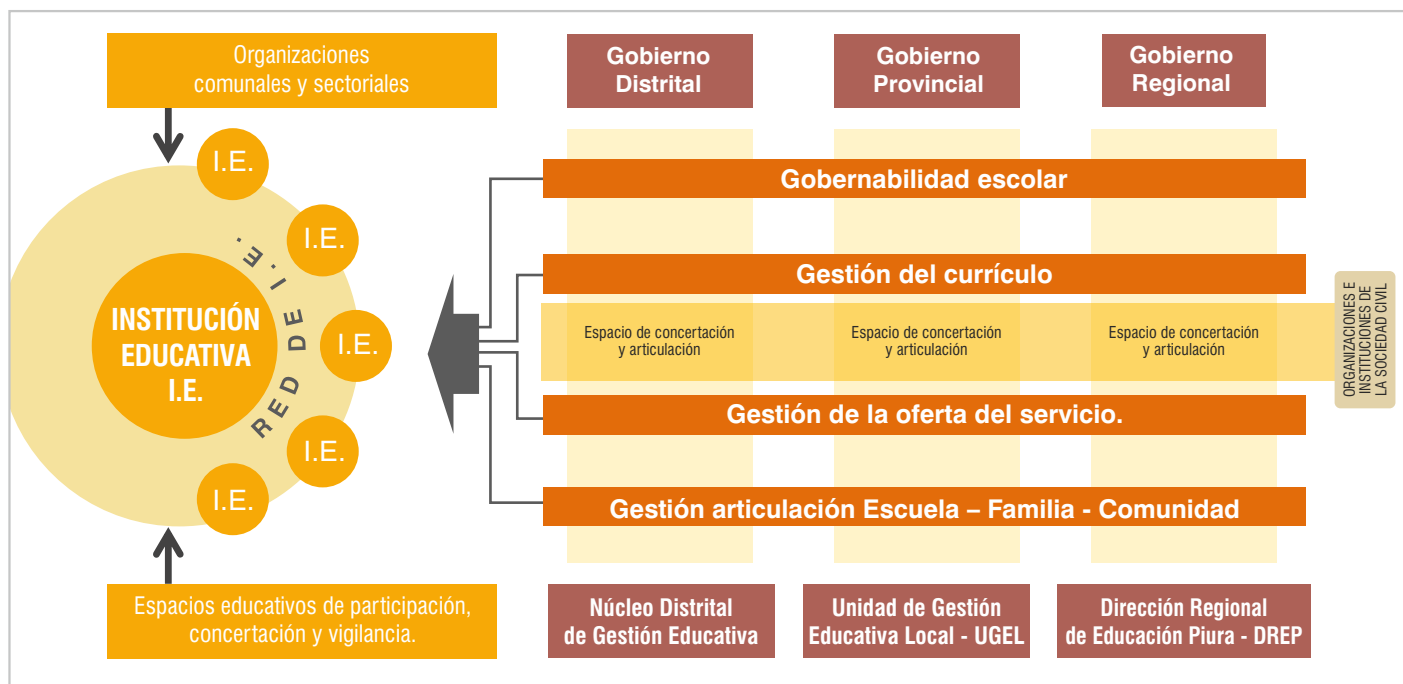 Organizaciones
comunales y sectoriales
Gobierno
Distrital
Gobierno
Provincial
Gobierno
Regional
I.E.
I.E.
I.E.
I.E.
I.E.
RED DE I.E.
INSTITUCIÓN
EDUCATIVA
I.E.
Gobernabilidad escolar
Gestión del currículo
Espacio de concertación
y articulación
Espacio de concertación
y articulación
Espacio de concertación
y articulación
ORGANIZACIONES E
INSTITUCIONES DE
LA SOCIEDAD CIVIL
Gestión de la oferta del servicio.
Gestión articulación Escuela – Familia - Comunidad
Espacios educativos de participación,
concertación y vigilancia.
Núcleo Distrital
de Gestión Educativa
Unidad de Gestión
Educativa Local - UGEL
Dirección Regional
de Educación Piura - DREP